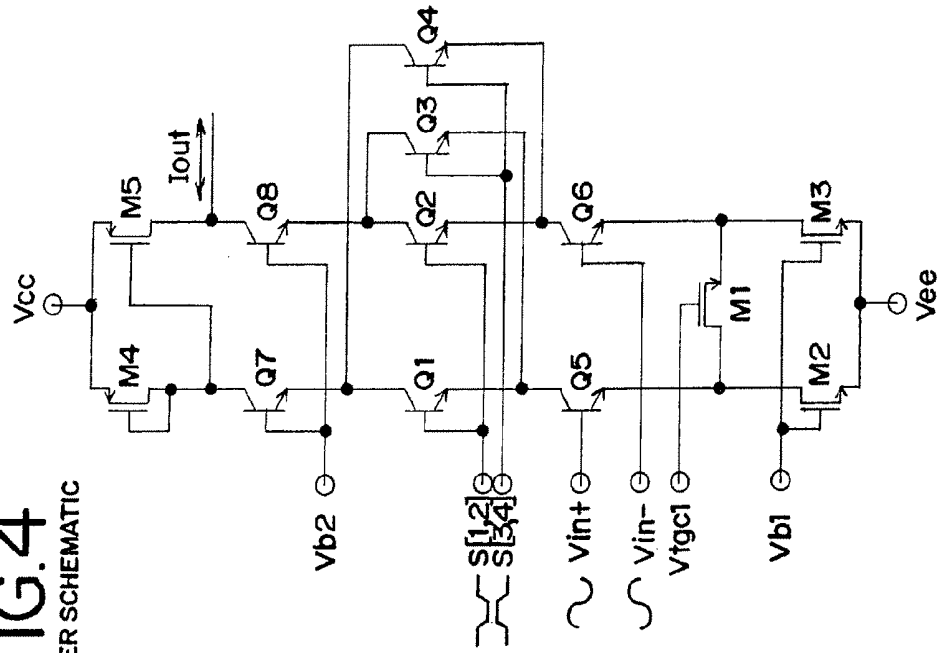 IG.4
ER SCHEMATIC
Vcc
M4
M5
Iout
Q7
Q8
Q4
Q3
Vb2
Q1
Q2
S[1,2]
S[3,4]
Vin+
Q5
Q6
Vin-
Vtgc1
M1
Vb1
M2
M3
Vee